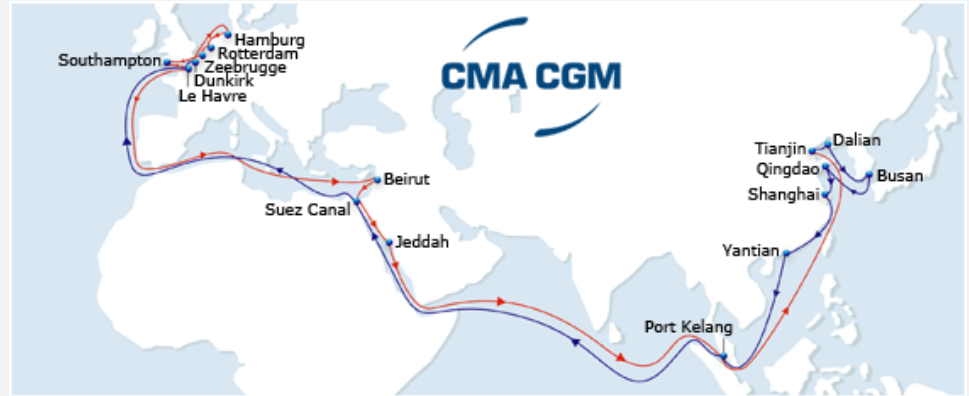 CMA CGM
Hamburg
Rotterdam
Southampton
Zeebrugge
Dunkirk
Le Havre
Beirut
Suez Canal
Jeddah
Dalian
Tianjin
Qingdao
Busan
Shanghai
Yantian
Port Kelang